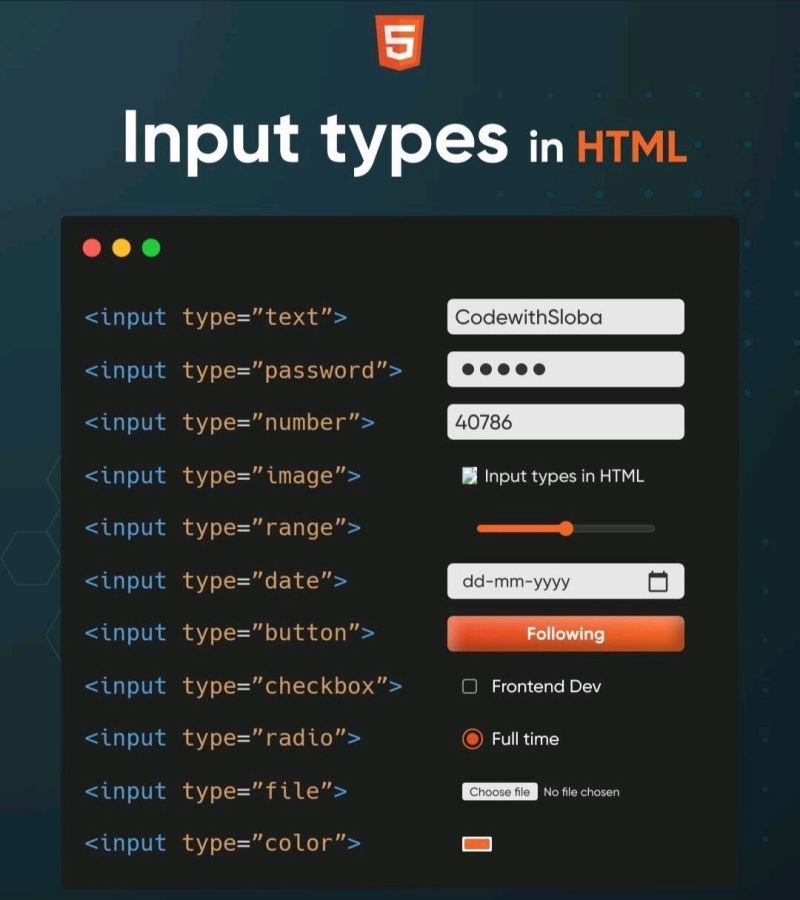 5
Input types in HTML
<input type=”text”> CodewithSloba
<input type=”password”> ●●●●●
<input type=”number”> 40786
<input type=”image”> Input types in HTML
<input type=”range”>
<input type=”date”> dd-mm-yyyy
<input type=”button”> Following
<input type=”checkbox”> Frontend Dev
<input type=”radio”> Full time
<input type=”file”> Choose file No file chosen
<input type=”color”>